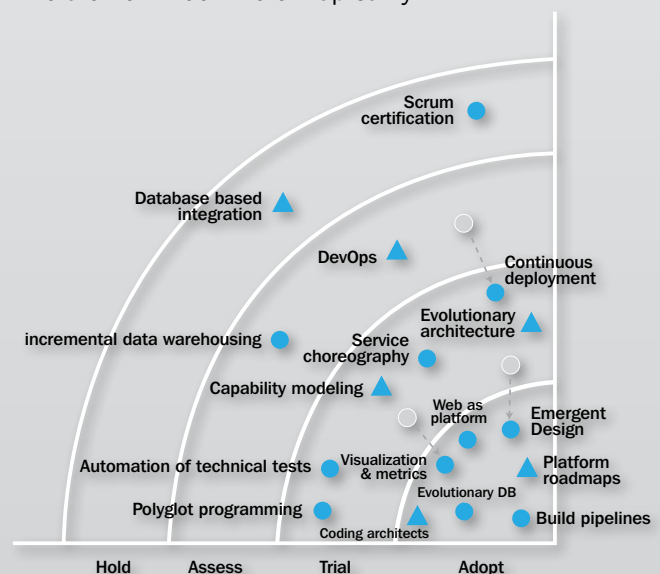 Scrum
certification
Database based
integration
DevOps
Continuous
deployment
Evolutionary
architecture
incremental data warehousing
Service
choreography
Capability modeling
Web as
platform
Emergent
Design
Automation of technical tests
Visualization
& metrics
Platform
roadmaps
Evolutionary DB
Polyglot programming
Build pipelines
Coding architects
Hold Assess Trial Adopt